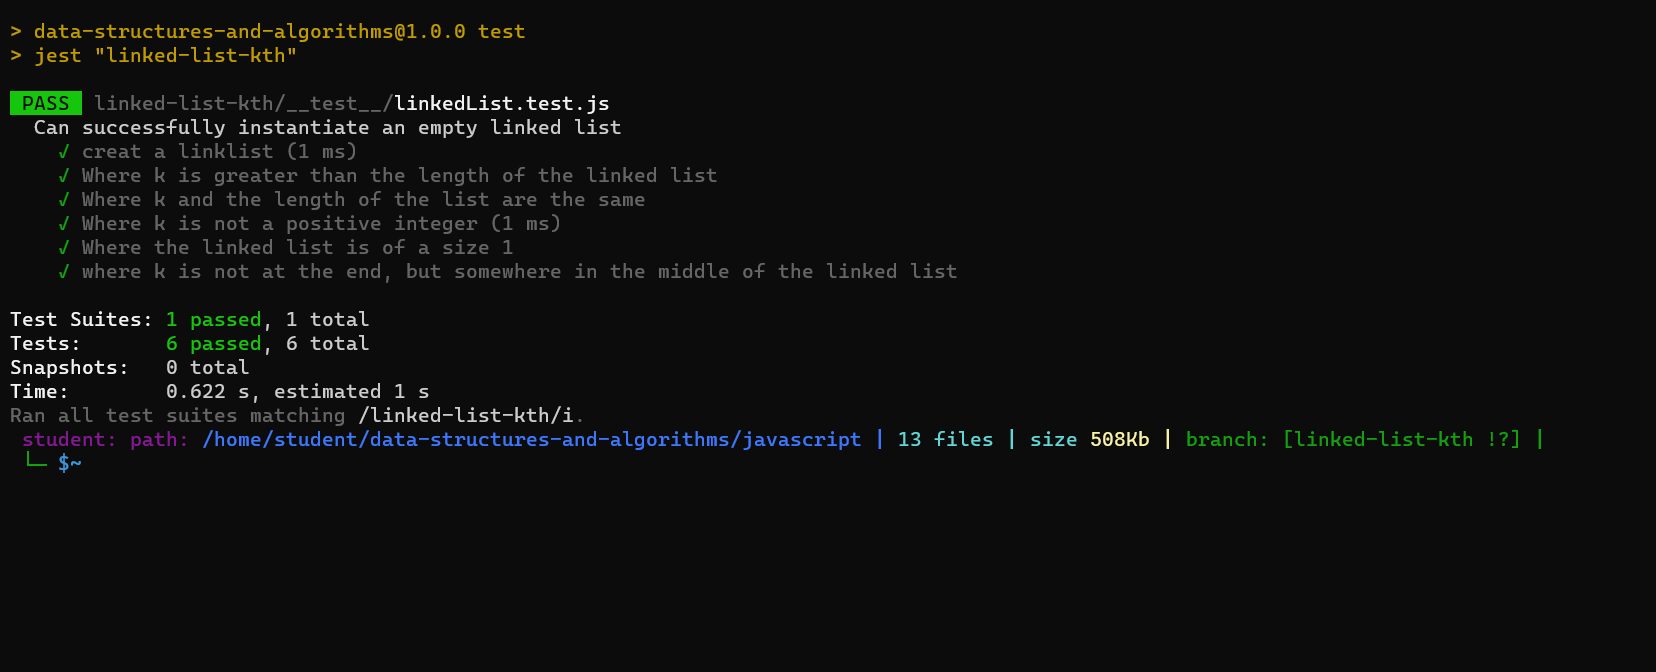 > data-structures-and-algorithms@1.0.0 test
> jest "linked-list-kth"
PASS linked-list-kth/__test__/linkedList.test.js
Can successfully instantiate an empty linked list
√ creat a linklist (1 ms)
√ Where k is greater than the length of the linked list
√ Where k and the length of the list are the same
√ Where k is not a positive integer (1 ms)
√ Where the linked list is of a size 1
√ where k is not at the end, but somewhere in the middle of the linked list
Test Suites: 1 passed, 1 total
Tests: 6 passed, 6 total
Snapshots: 0 total
Time: 0.622 s, estimated 1 s
Ran all test suites matching /linked-list-kth/i.
student: path: /home/student/data-structures-and-algorithms/javascript | 13 files | size 508Kb | branch: [linked-list-kth !?] |
└─ $~